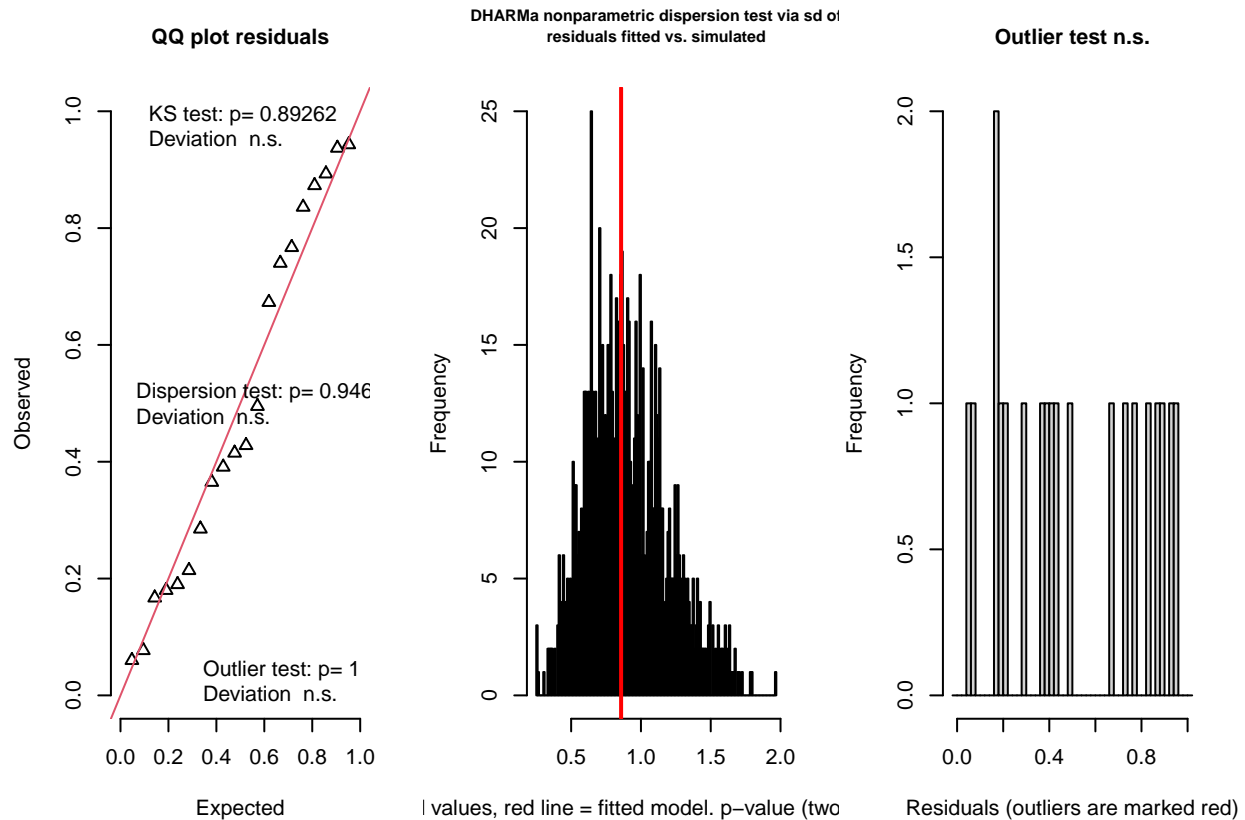 QQ plot residuals
KS test: p= 0.89262
Deviation  n.s.
Dispersion test: p= 0.946
Deviation  n.s.
Outlier test: p= 1
Deviation  n.s.
Observed
0.0 0.2 0.4 0.6 0.8 1.0
0.0 0.2 0.4 0.6 0.8 1.0
Expected
DHARMa nonparametric dispersion test via sd of
residuals fitted vs. simulated
Frequency
0 5 10 15 20 25
0.5 1.0 1.5 2.0
values, red line = fitted model. p−value (two
Outlier test n.s.
Frequency
0.0 0.5 1.0 1.5 2.0
0.0 0.4 0.8
Residuals (outliers are marked red)